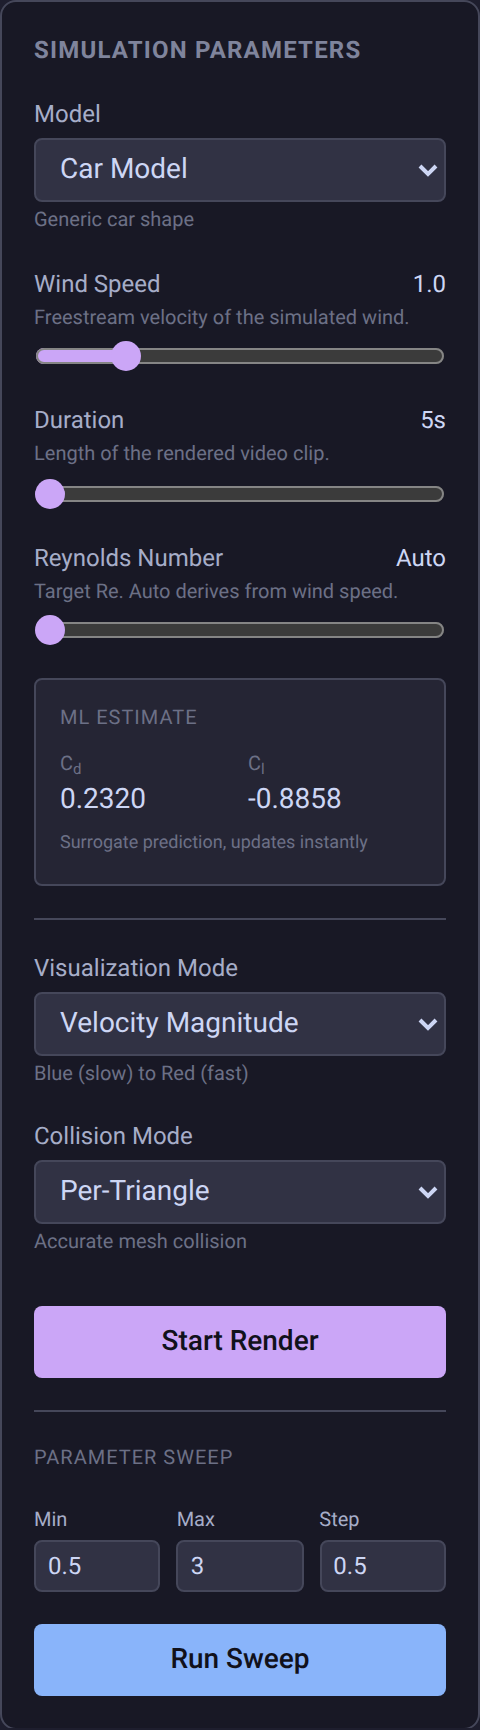 SIMULATION PARAMETERS
Model
Car Model
Generic car shape
Wind Speed 1.0
Freestream velocity of the simulated wind.
Duration 5s
Length of the rendered video clip.
Reynolds Number Auto
Target Re. Auto derives from wind speed.
ML ESTIMATE
Cd Cl
0.2320 -0.8858
Surrogate prediction, updates instantly
Visualization Mode
Velocity Magnitude
Blue (slow) to Red (fast)
Collision Mode
Per-Triangle
Accurate mesh collision
Start Render
PARAMETER SWEEP
Min Max Step
0.5 3 0.5
Run Sweep